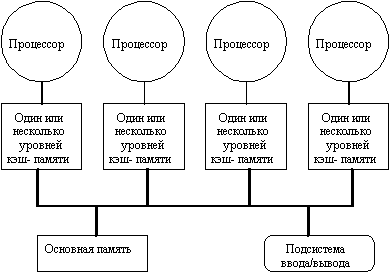 Процессор
Процессор
Процессор
Процессор
Один или
несколько
уровней
кэш- памяти
Один или
несколько
уровней
кэш- памяти
Один или
несколько
уровней
кэш- памяти
Один или
несколько
уровней
кэш- памяти
Основная память
Подсистема
ввода/вывода